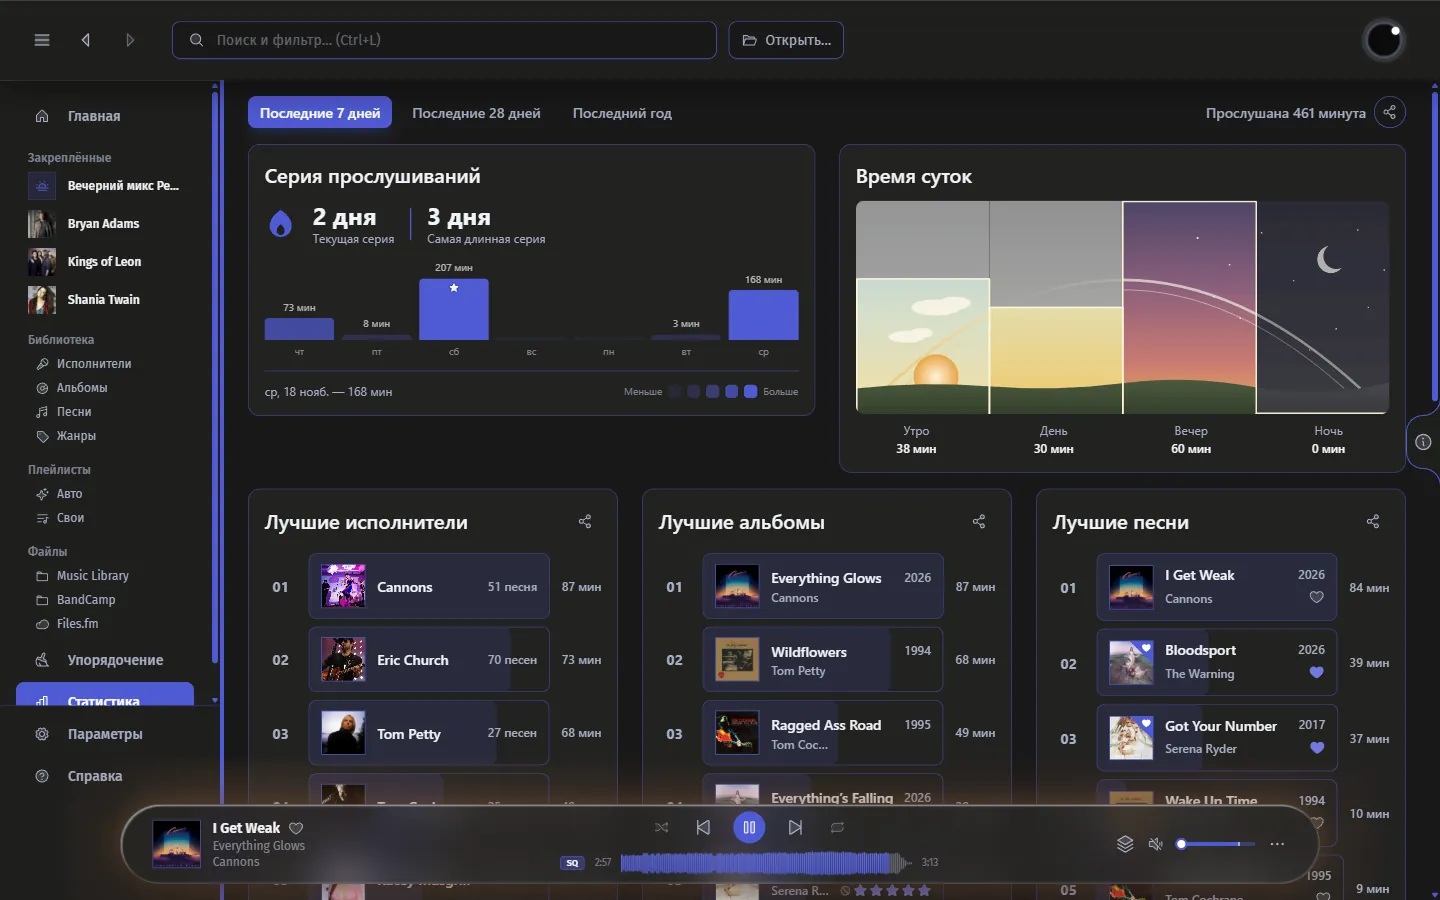 Поиск и фильтр... (Ctrl+L)
Открыть...
Главная
Закреплённые
Вечерний микс Ре...
Bryan Adams
Kings of Leon
Shania Twain
Библиотека
Исполнители
Альбомы
Песни
Жанры
Плейлисты
Авто
Свои
Файлы
Music Library
BandCamp
Files.fm
Упорядочение
Статистика
Параметры
Справка
Последние 7 дней
Последние 28 дней
Последний год
Прослушана 461 минута
Серия прослушиваний
2 дня
Текущая серия
3 дня
Самая длинная серия
73 мин
8 мин
207 мин
3 мин
168 мин
чт
пт
сб
вс
пн
вт
ср
ср, 18 нояб. — 168 мин
Меньше
Больше
Время суток
Утро
38 мин
День
30 мин
Вечер
60 мин
Ночь
0 мин
Лучшие исполнители
01
Cannons
51 песня
87 мин
02
Eric Church
70 песен
73 мин
03
Tom Petty
27 песен
68 мин
Лучшие альбомы
01
Everything Glows
2026
Cannons
87 мин
02
Wildflowers
1994
Tom Petty
68 мин
03
Ragged Ass Road
1995
Tom Coc...
49 мин
Everything's Falling
2026
Serena R...
Лучшие песни
01
I Get Weak
2026
Cannons
84 мин
02
Bloodsport
2026
The Warning
39 мин
03
Got Your Number
2017
Serena Ryder
37 мин
Wake Up Time
1994
10 мин
1995
05
Tom Cochrane
9 мин
I Get Weak
Everything Glows
Cannons
SQ
2:57
3:13